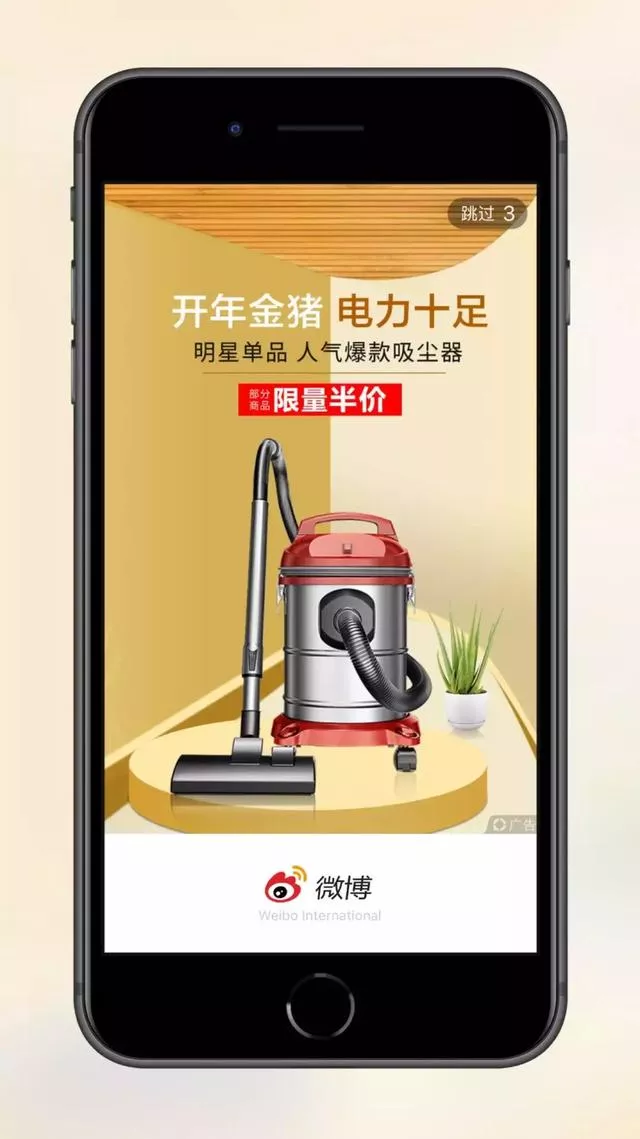 跳过 3
开年金猪 电力十足
明星单品 人气爆款吸尘器
部分商品 限量半价
广告
微博
Weibo International